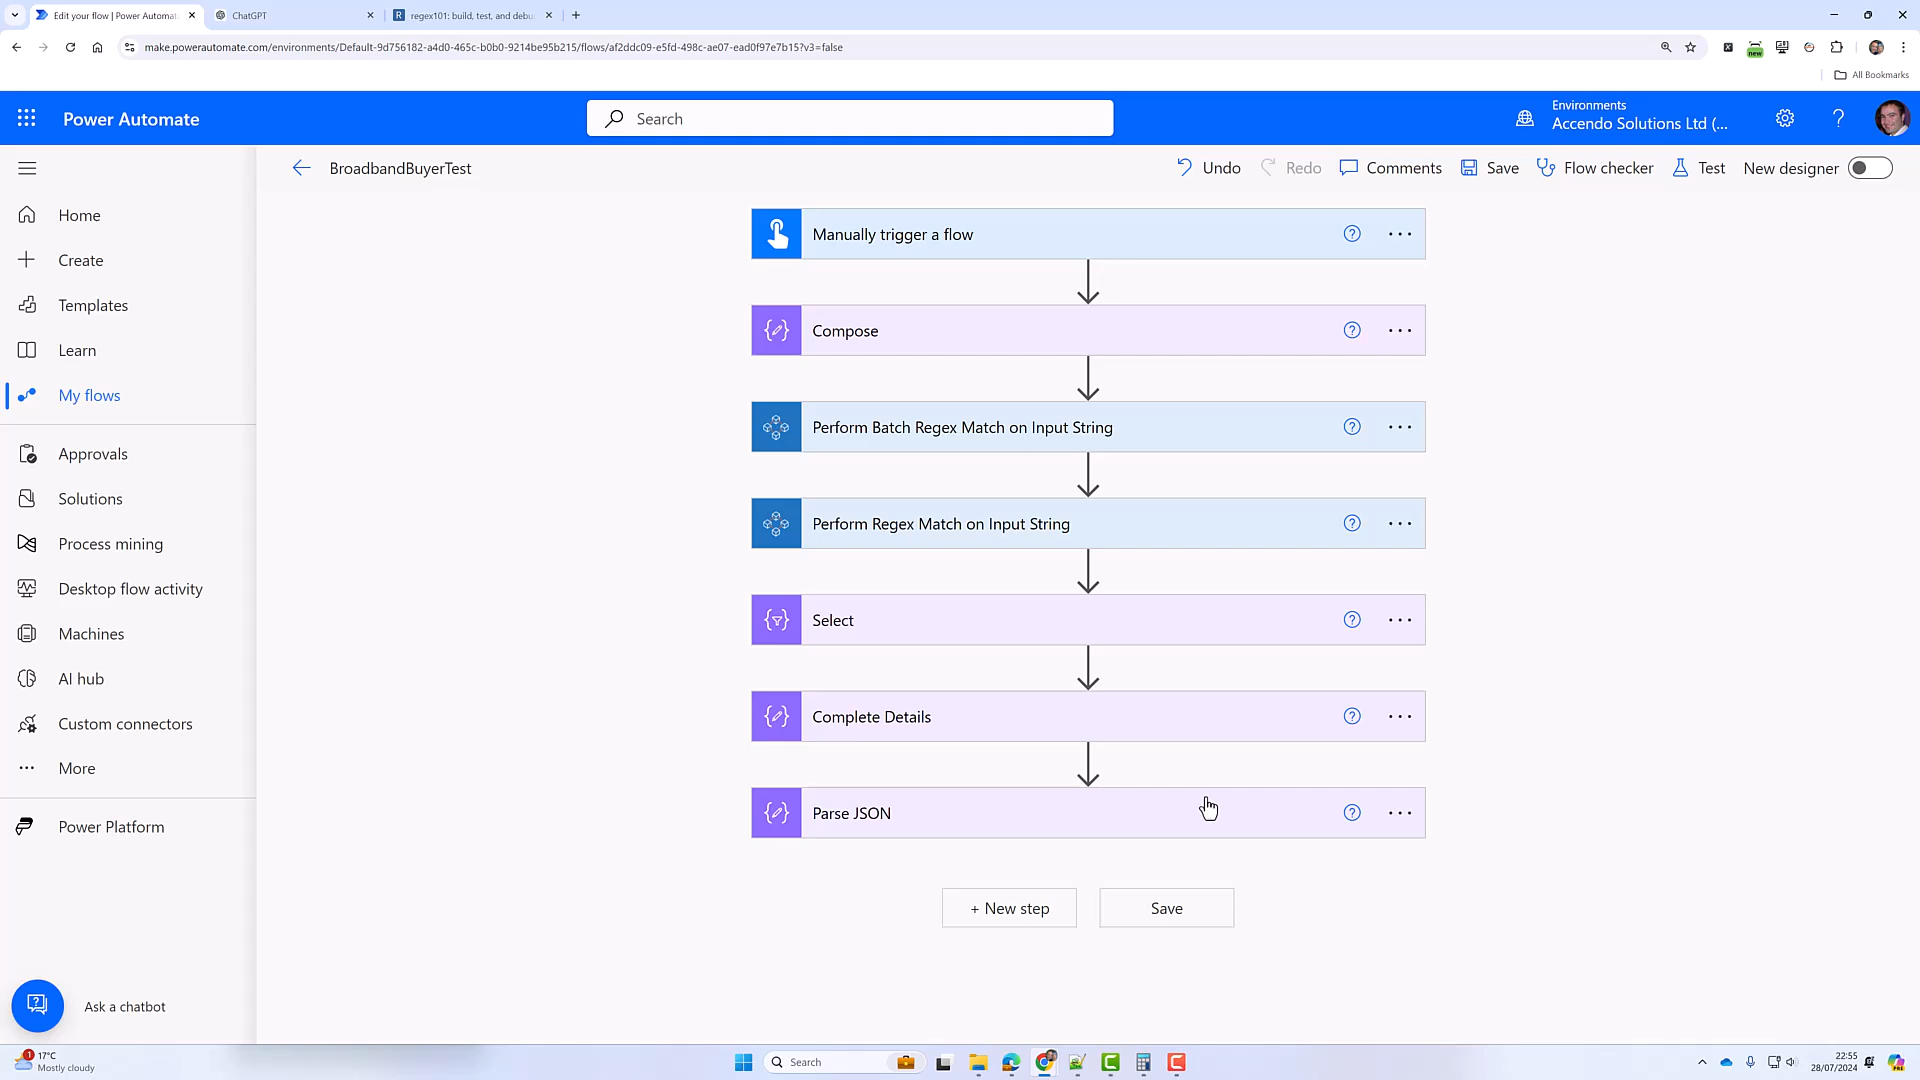 Edit your flow | Power Automat
ChatGPT
regex101: build, test, and debu
make.powerautomate.com/environments/Default-9d756182-a4d0-465c-b0b0-9214be95b215/flows/af2ddc09-e5fd-498c-ae07-ead0f97e7b15?v3=false
new
All Bookmarks
Power Automate
Search
Environments
Accendo Solutions Ltd (...
BroadbandBuyerTest
Undo
Redo
Comments
Save
Flow checker
Test
New designer
Home
Create
Templates
Learn
My flows
Approvals
Solutions
Process mining
Desktop flow activity
Machines
AI hub
Custom connectors
More
Power Platform
Ask a chatbot
Manually trigger a flow
Compose
Perform Batch Regex Match on Input String
Perform Regex Match on Input String
Select
Complete Details
Parse JSON
+ New step
Save
1
17°C
Mostly cloudy
Search
22:55
28/07/2024
PRE